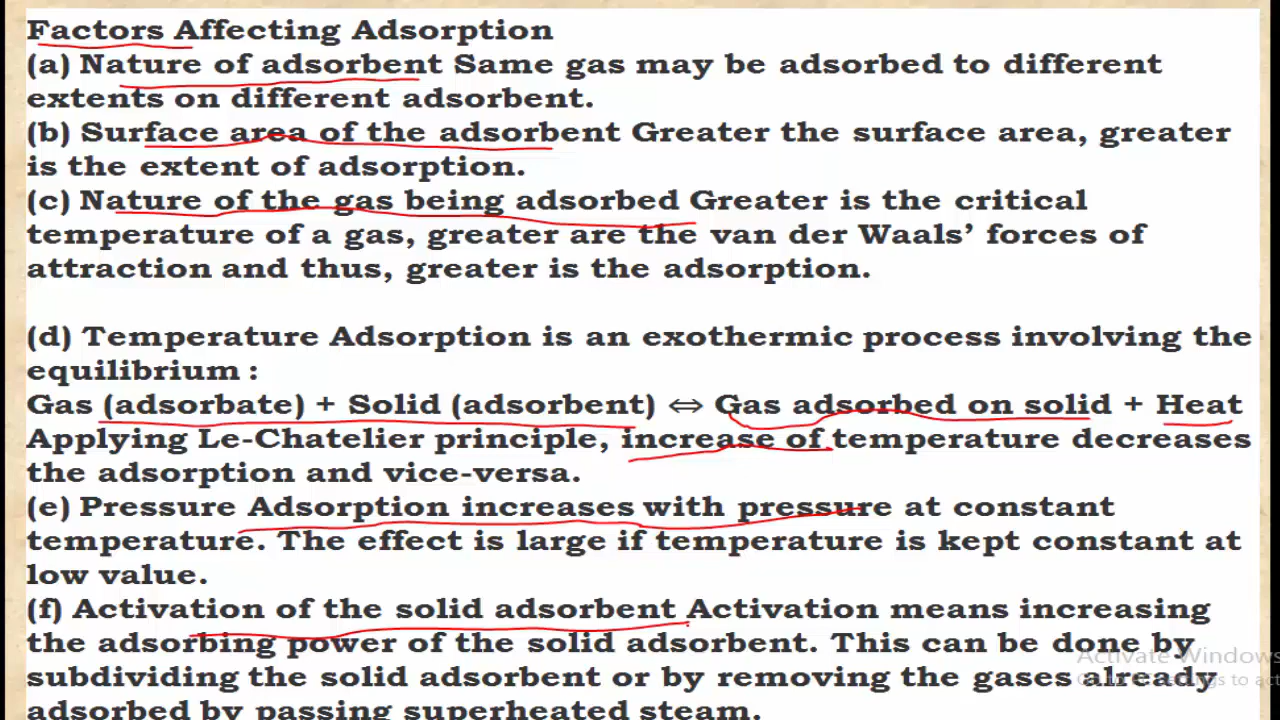 Factors Affecting Adsorption
(a) Nature of adsorbent Same gas may be adsorbed to different
extents on different adsorbent.
(b) Surface area of the adsorbent Greater the surface area, greater
is the extent of adsorption.
(c) Nature of the gas being adsorbed Greater is the critical
temperature of a gas, greater are the van der Waals’ forces of
attraction and thus, greater is the adsorption.
(d) Temperature Adsorption is an exothermic process involving the
equilibrium :
Gas (adsorbate) + Solid (adsorbent) ⇔ Gas adsorbed on solid + Heat
Applying Le-Chatelier principle, increase of temperature decreases
the adsorption and vice-versa.
(e) Pressure Adsorption increases with pressure at constant
temperature. The effect is large if temperature is kept constant at
low value.
(f) Activation of the solid adsorbent Activation means increasing
the adsorbing power of the solid adsorbent. This can be done by
Activate Windows
subdividing the solid adsorbent or by removing the gases already
adsorbed by passing superheated steam.